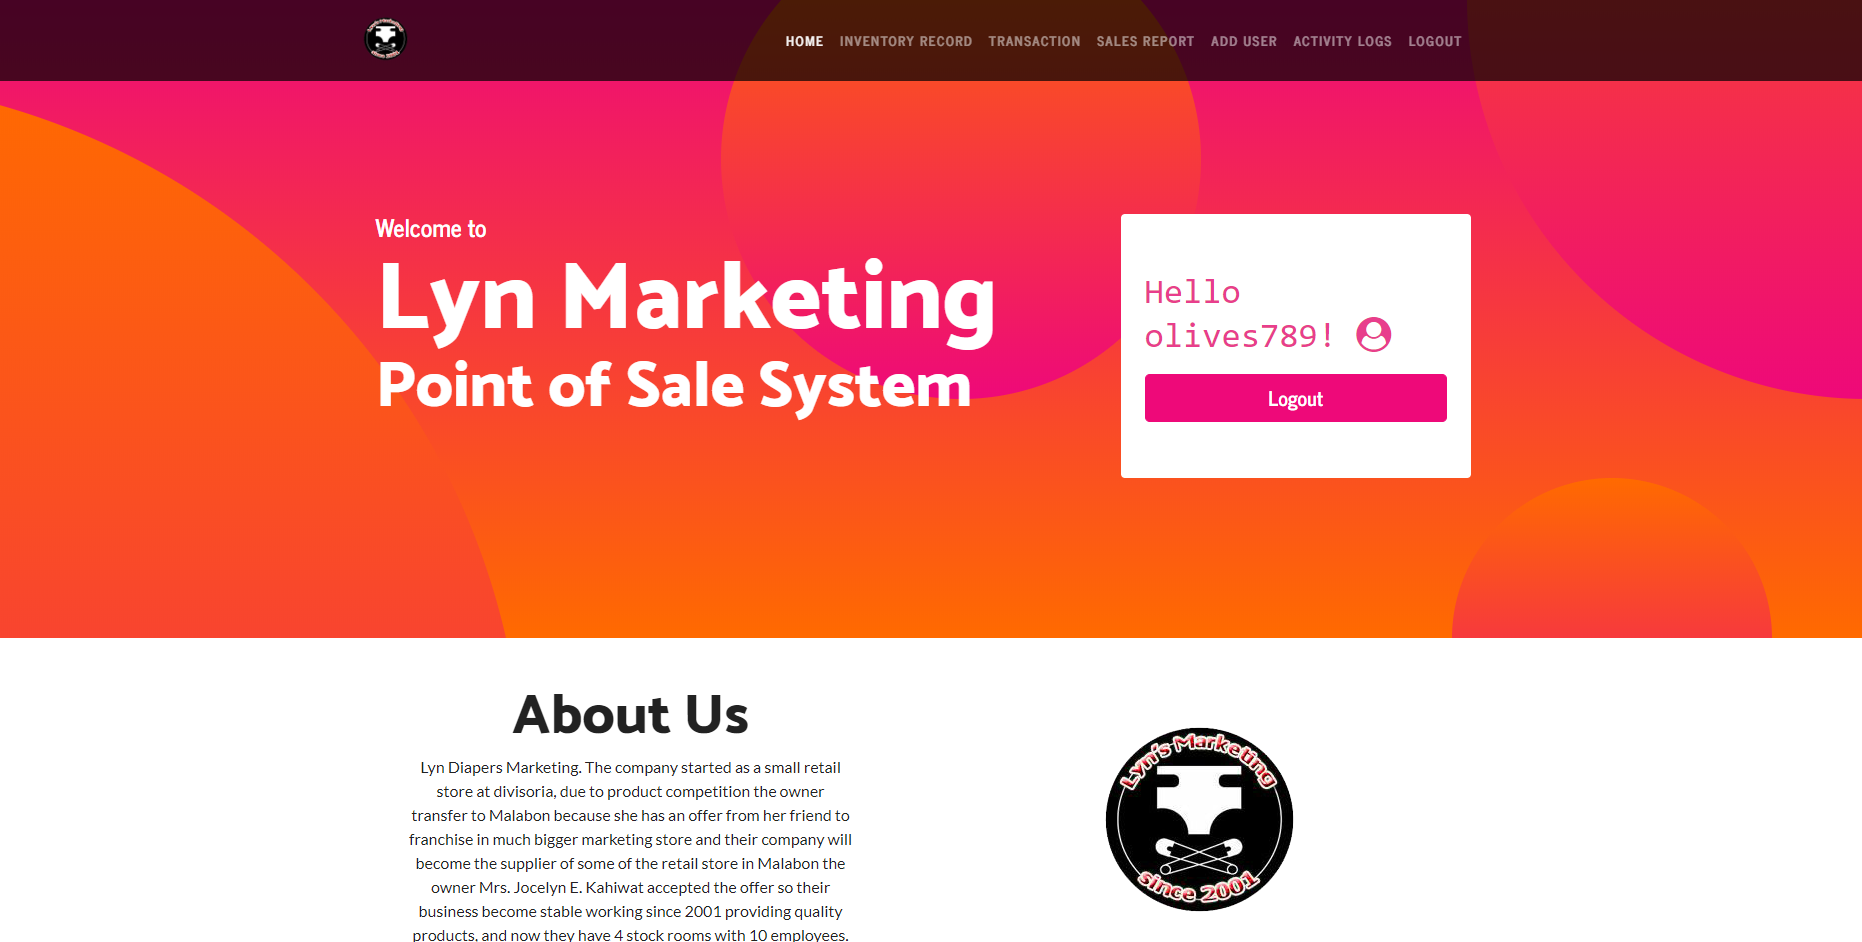 HOME INVENTORY RECORD TRANSACTION SALES REPORT ADD USER ACTIVITY LOGS LOGOUT
Welcome to
Lyn Marketing
Point of Sale System
Hello
olives789!
Logout
About Us
Lyn Diapers Marketing. The company started as a small retail
store at divisoria, due to product competition the owner
transfer to Malabon because she has an offer from her friend to
franchise in much bigger marketing store and their company will
become the supplier of some of the retail store in Malabon the
owner Mrs. Jocelyn E. Kahiwat accepted the offer so their
business become stable working since 2001 providing quality
products, and now they have 4 stock rooms with 10 employees.
Lyn's Marketing
since 2001